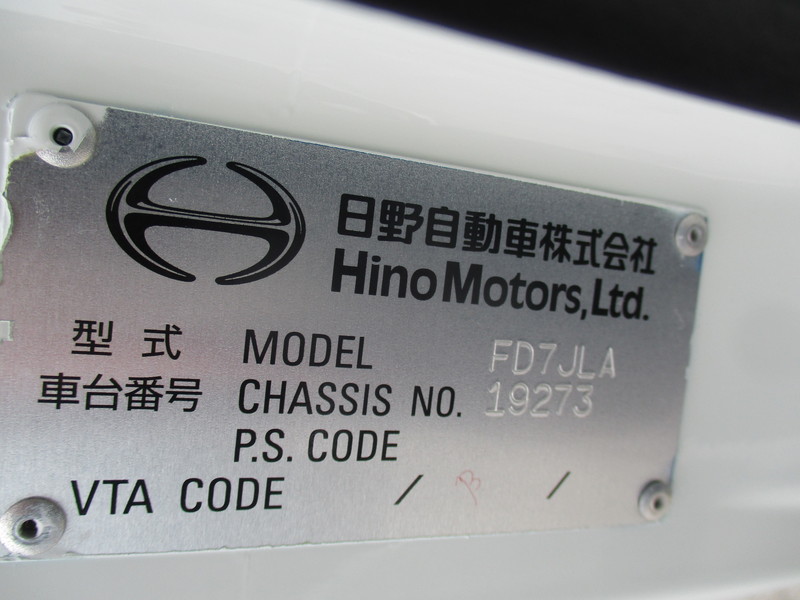 日野自動車株式会社
Hino Motors, Ltd.
型式 MODEL FD7JLA
車台番号 CHASSIS NO. 19273
P.S. CODE
VTA CODE / /